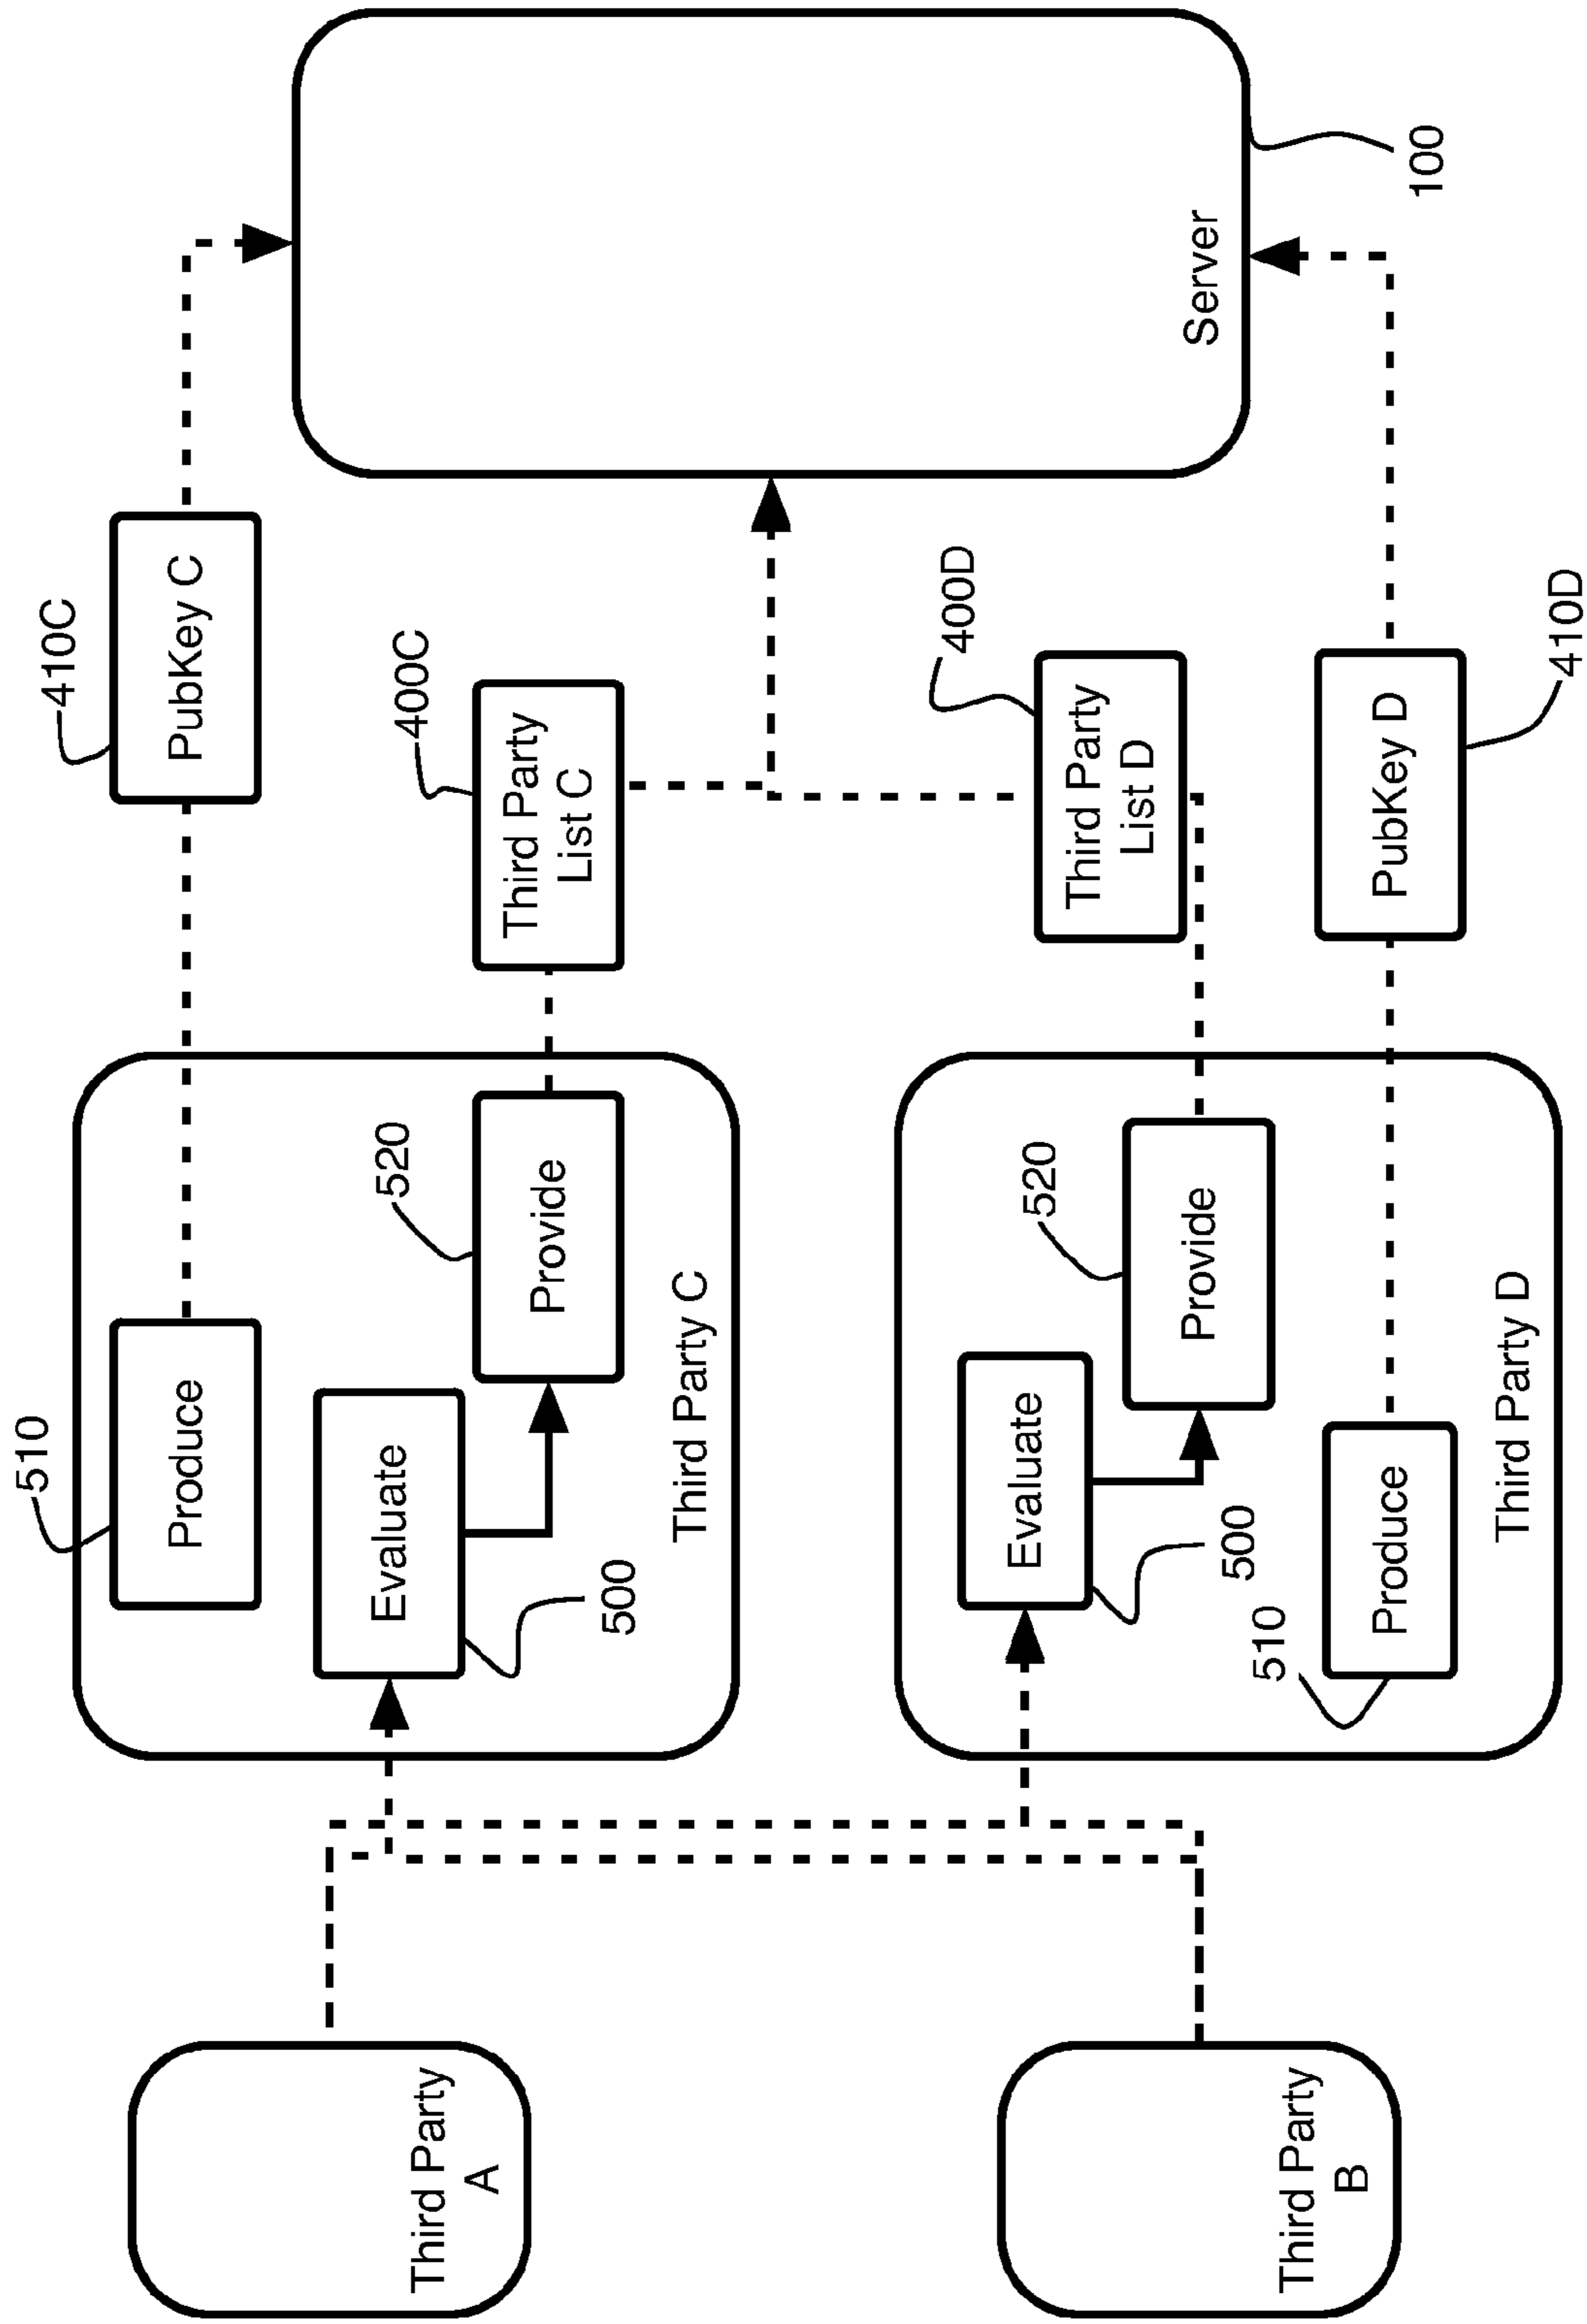 510
410C
Produce
PubKey C
Evaluate
520
400C
Third Party
A
Third Party
List C
Provide
500
Third Party C
400D
Evaluate
520
Third Party
List D
Provide
Server
500
510
Third Party
B
Produce
PubKey D
100
Third Party D
410D